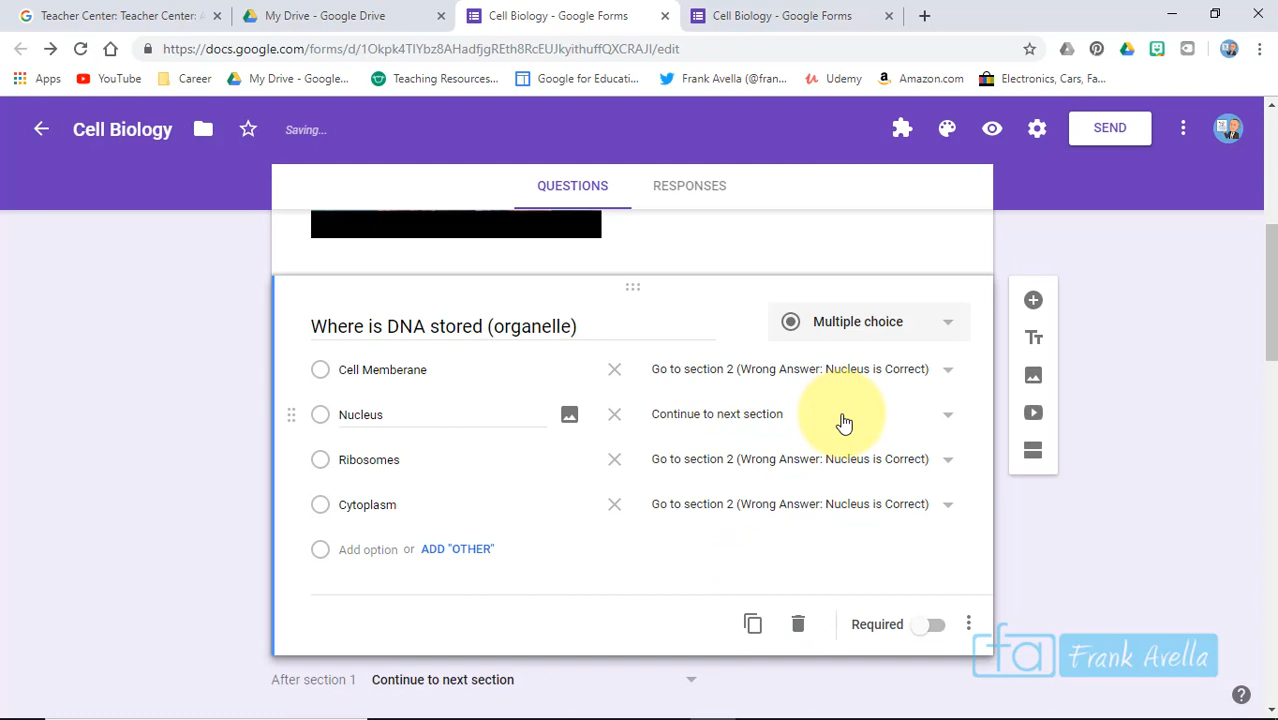 Teacher Center: Teacher Center: A
My Drive - Google Drive
Cell Biology - Google Forms
Cell Biology - Google Forms
https://docs.google.com/forms/d/1Okpk4TIYbz8AHadfjgREth8RcEUJkyithuffQXCRAJI/edit
Apps
YouTube
Career
My Drive - Google...
Teaching Resources...
Google for Educati...
Frank Avella (@fran...
Udemy
Amazon.com
Electronics, Cars, Fa...
Cell Biology
Saving...
SEND
QUESTIONS
RESPONSES
Where is DNA stored (organelle)
Multiple choice
Cell Memberane
Go to section 2 (Wrong Answer: Nucleus is Correct)
Nucleus
Continue to next section
Ribosomes
Go to section 2 (Wrong Answer: Nucleus is Correct)
Cytoplasm
Go to section 2 (Wrong Answer: Nucleus is Correct)
Add option or ADD "OTHER"
Required
fa Frank Avella
After section 1 Continue to next section